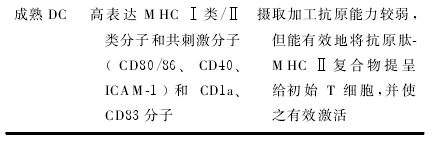 成熟 DC 高表达 MHC Ⅰ类/Ⅱ 摄取加工抗原能力较弱,
类分子和共刺激分子 但能有效地将抗原肽-
(CD80/86、CD40、 MHC Ⅱ复合物提呈
ICAM-1)和 CD1a、 给初始 T 细胞,并使
CD83 分子 之有效激活